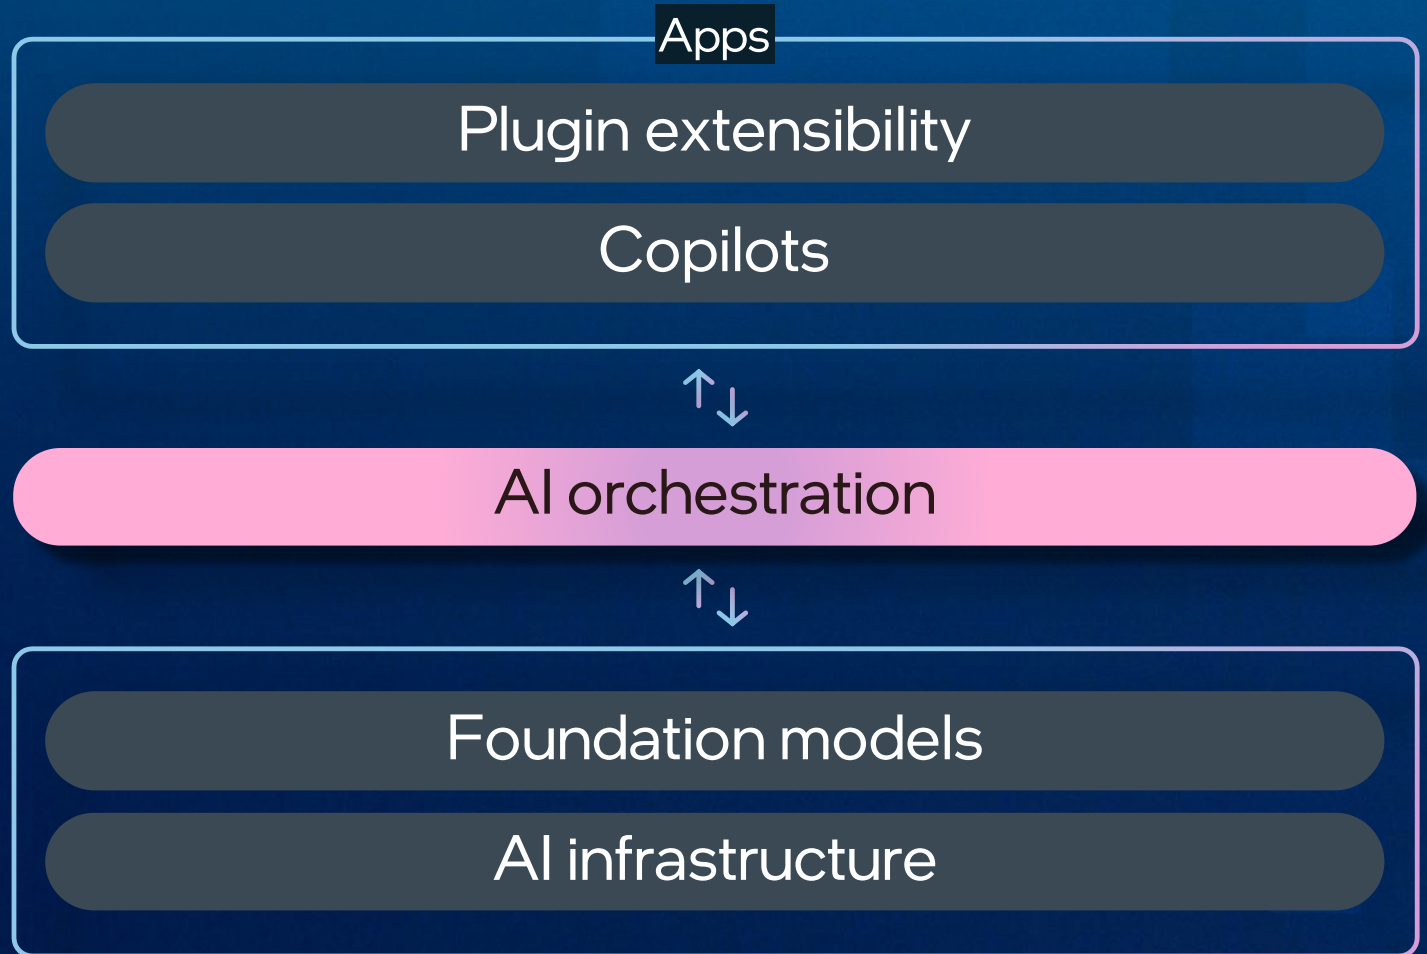 Apps
Plugin extensibility
Copilots
AI orchestration
Foundation models
AI infrastructure